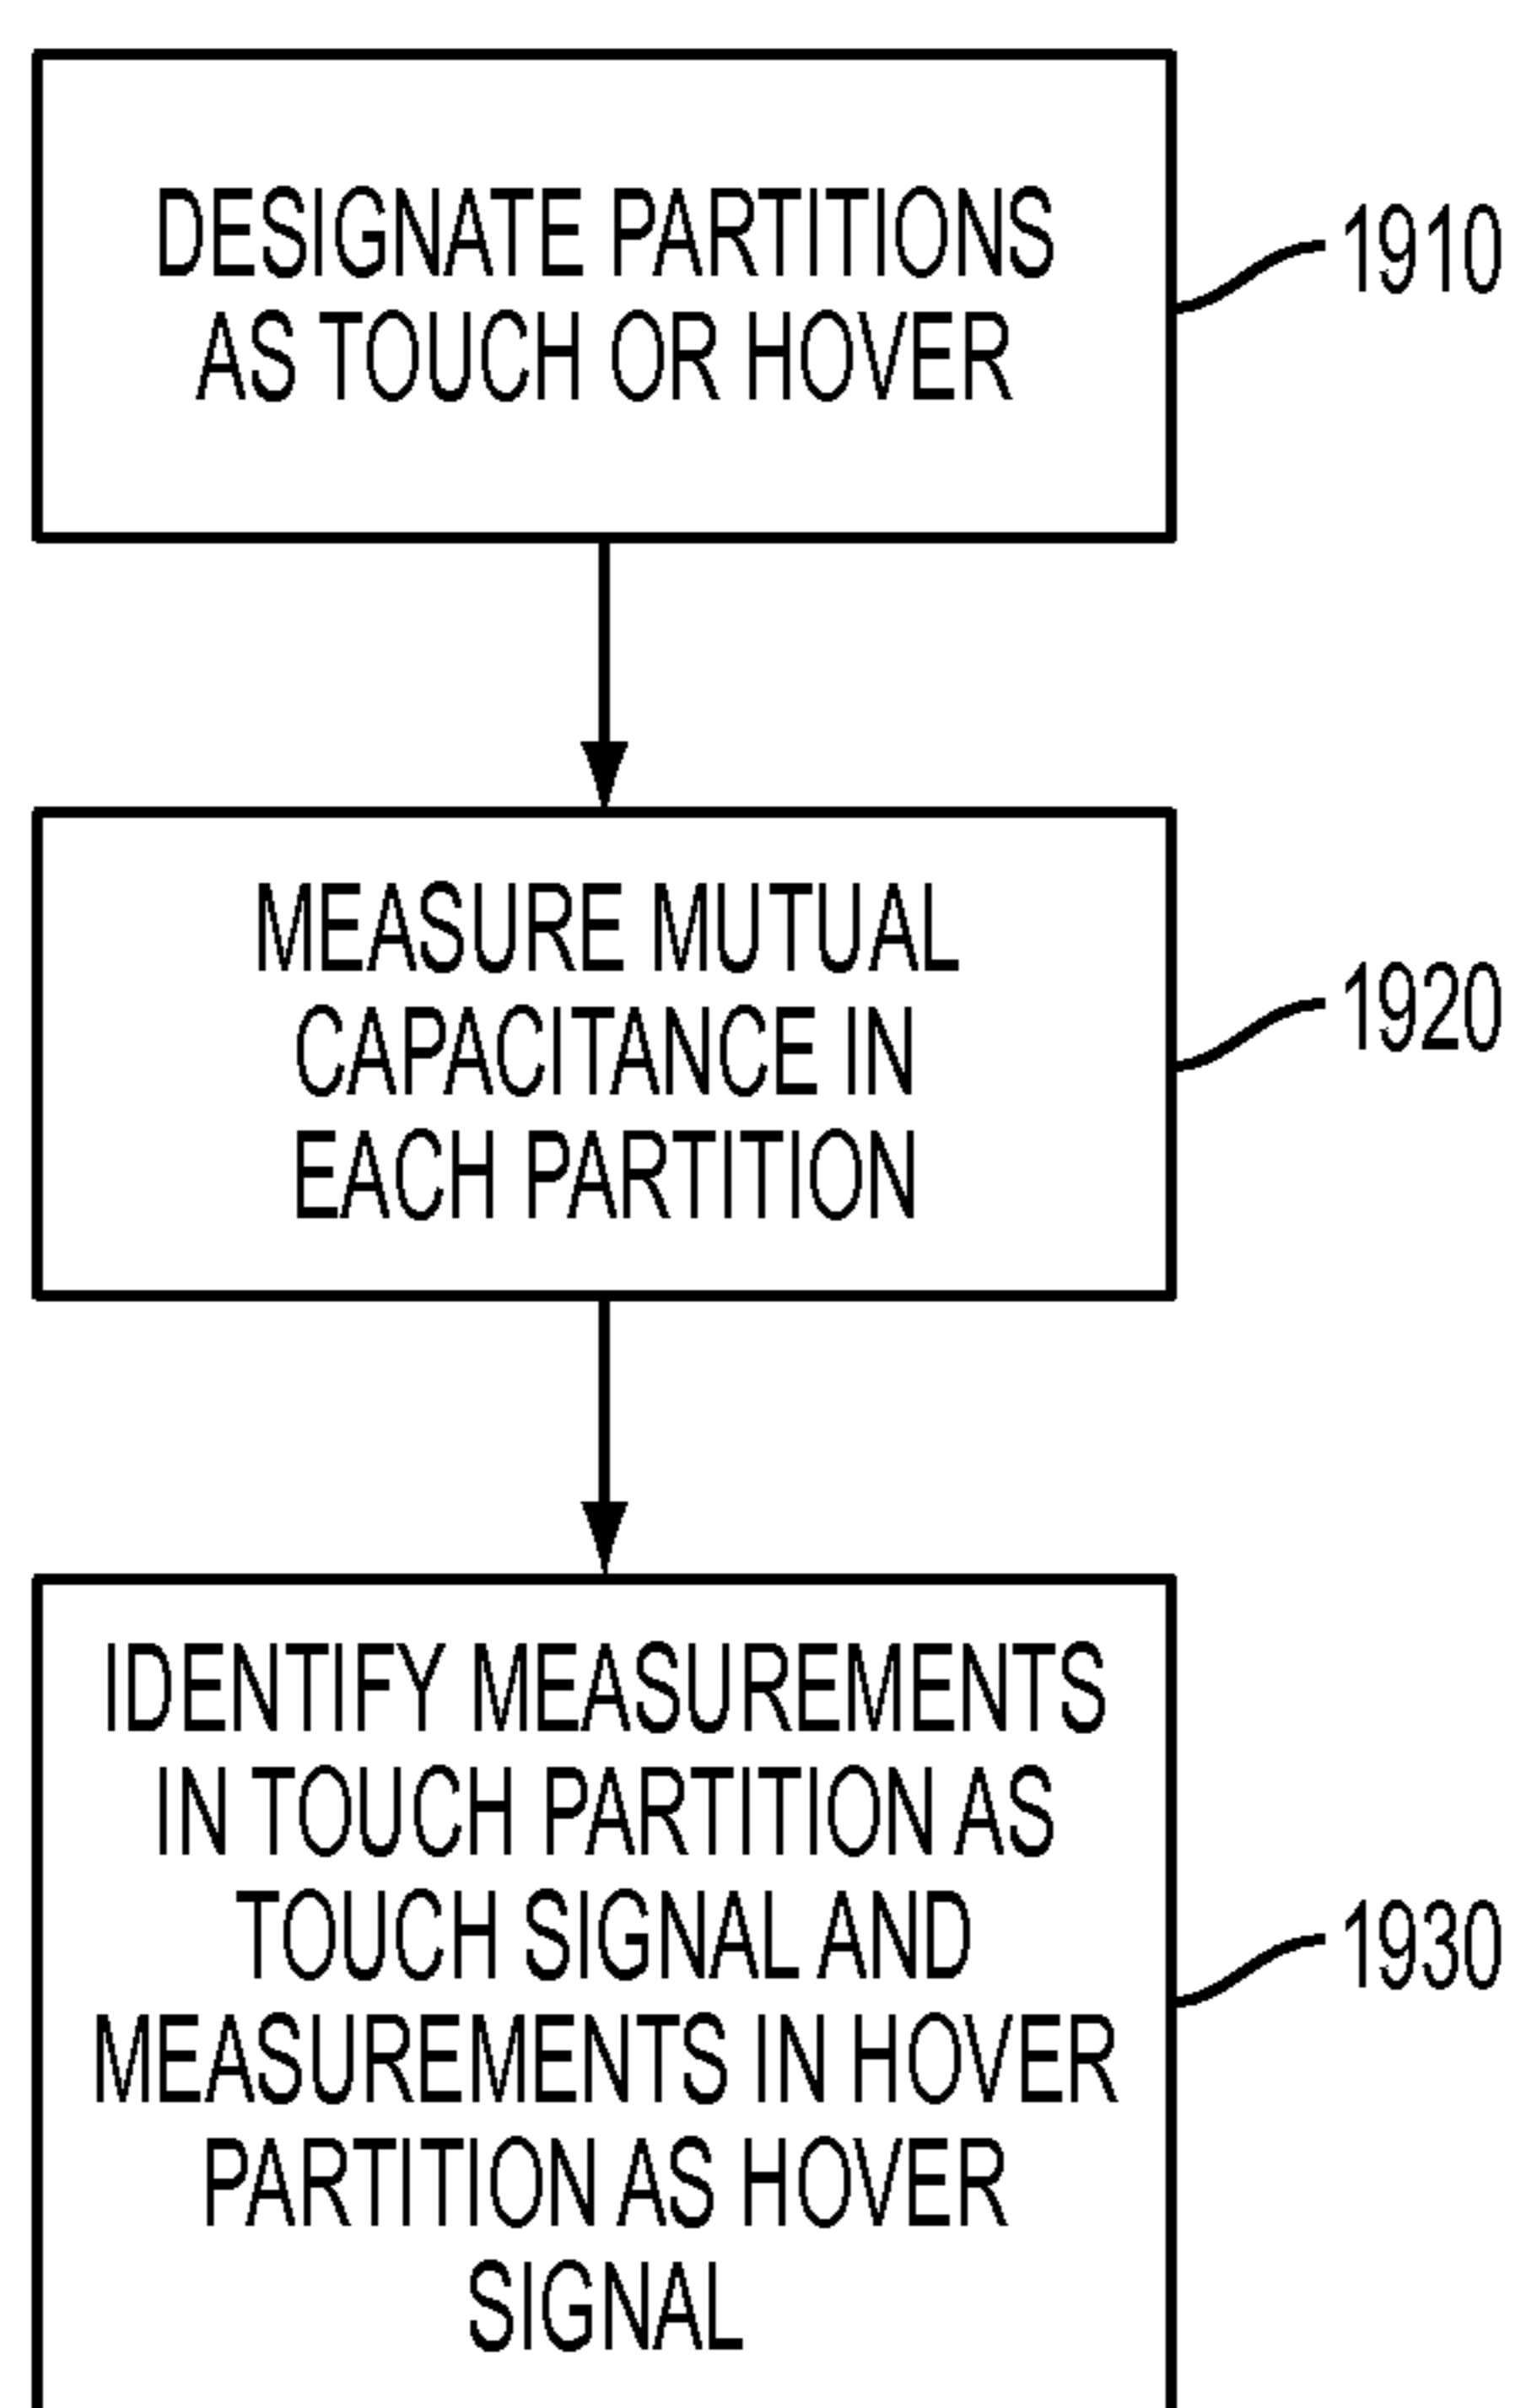 DESIGNATE PARTITIONS
AS TOUCH OR HOVER
1910
MEASURE MUTUAL
CAPACITANCE IN
EACH PARTITION
1920
IDENTIFY MEASUREMENTS
IN TOUCH PARTITION AS
TOUCH SIGNAL AND
MEASUREMENTS IN HOVER
PARTITION AS HOVER
SIGNAL
1930